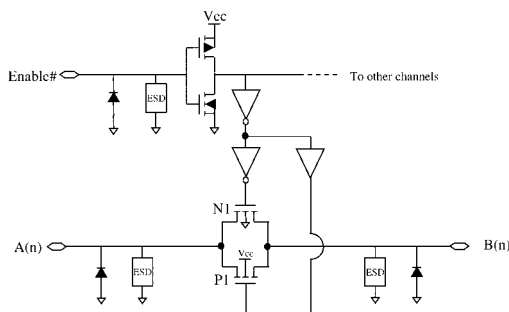 Vcc
Enable#
ESD
To other channels
N1
A(n)
Vcc
B(n)
ESD
P1
ESD